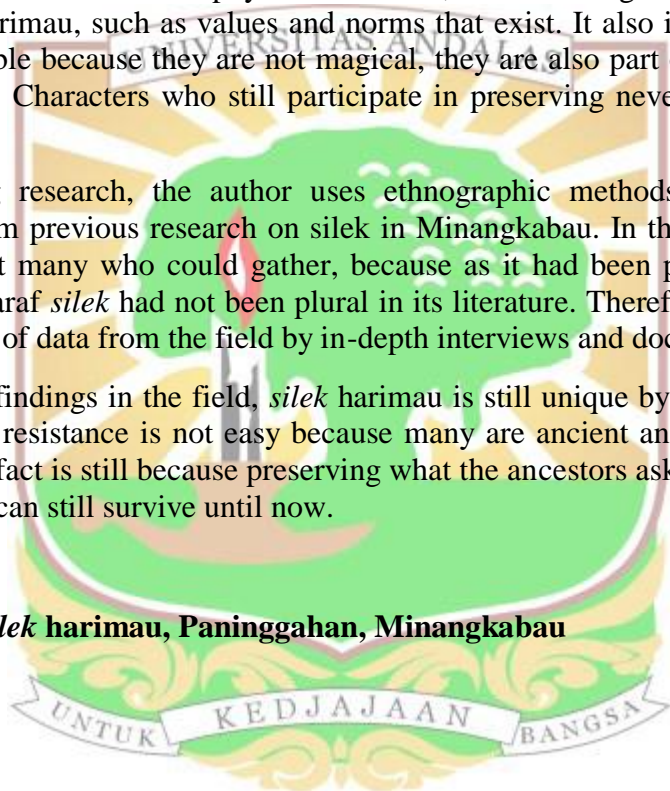 rimau, such as values and norms that exist. It also i
UNIVERSITAS ANDALAS
ble because they are not magical, they are also part
Characters who still participate in preserving neve
research, the author uses ethnographic methods
m previous research on silek in Minangkabau. In th
t many who could gather, because as it had been p
araf silek had not been plural in its literature. Theref
of data from the field by in-depth interviews and doc
findings in the field, silek harimau is still unique by
resistance is not easy because many are ancient an
fact is still because preserving what the ancestors ask
can still survive until now.
lek harimau, Paninggahan, Minangkabau
UNTUK KEDJAJAAN BANGSA